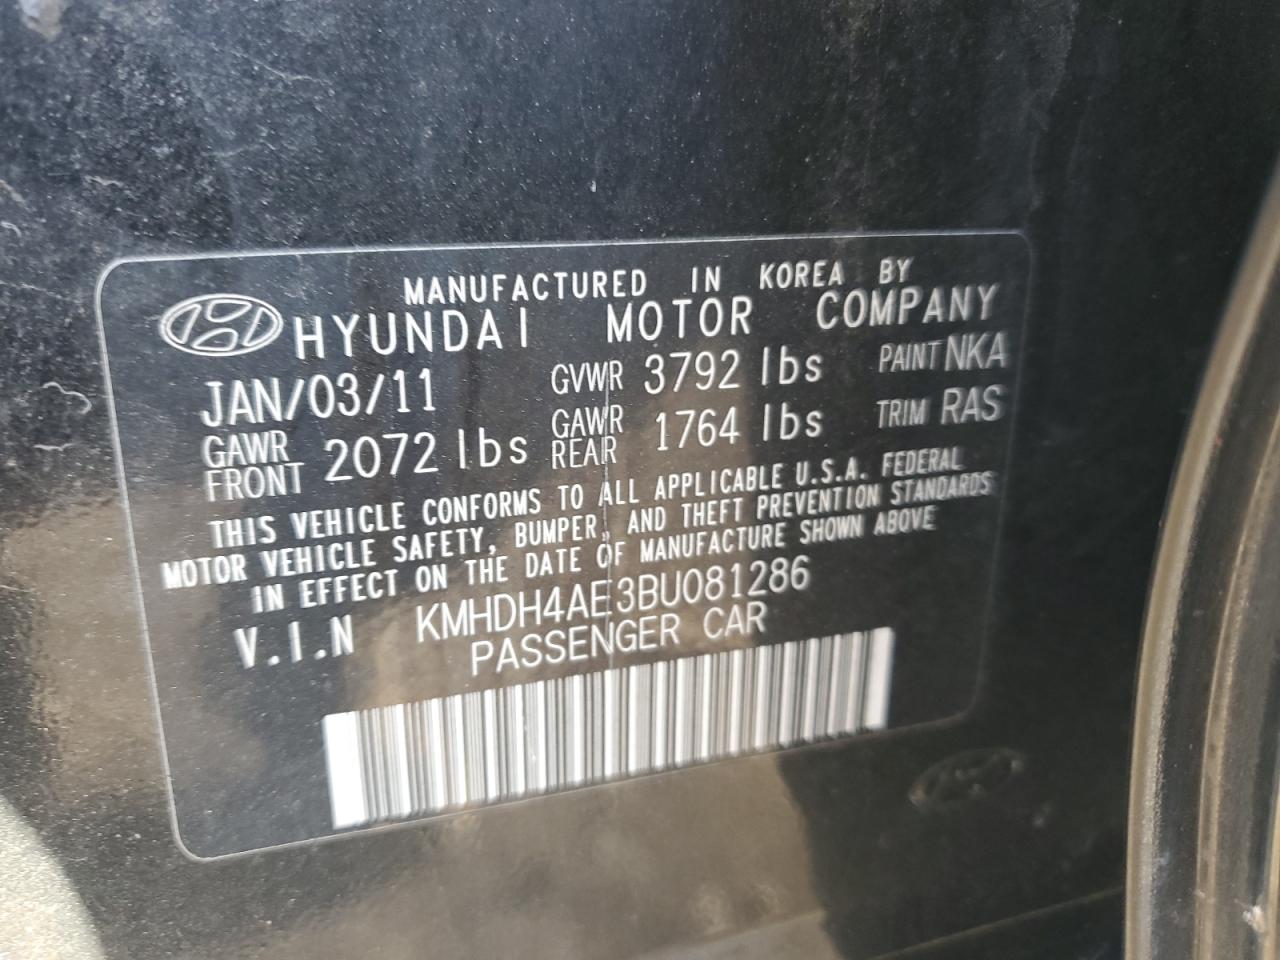 MANUFACTURED IN KOREA BY
HYUNDAI MOTOR COMPANY
JAN/03/11 GVWR 3792 lbs PAINT NKA
GAWR FRONT 2072 lbs GAWR REAR 1764 lbs TRIM RAS
THIS VEHICLE CONFORMS TO ALL APPLICABLE U.S.A. FEDERAL
MOTOR VEHICLE SAFETY, BUMPER, AND THEFT PREVENTION STANDARDS
IN EFFECT ON THE DATE OF MANUFACTURE SHOWN ABOVE
V.I.N KMHDH4AE3BU081286
PASSENGER CAR